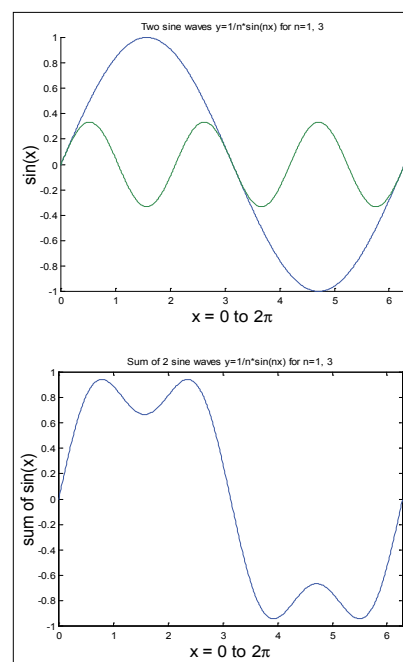 Two sine waves y=1/n*sin(nx) for n=1, 3
1
0.8
0.6
0.4
0.2
0
-0.2
-0.4
-0.6
-0.8
-1
sin(x)
0 1 2 3 4 5 6
x = 0 to 2π
Sum of 2 sine waves y=1/n*sin(nx) for n=1, 3
1
0.8
0.6
0.4
0.2
0
-0.2
-0.4
-0.6
-0.8
-1
sum of sin(x)
0 1 2 3 4 5 6
x = 0 to 2π